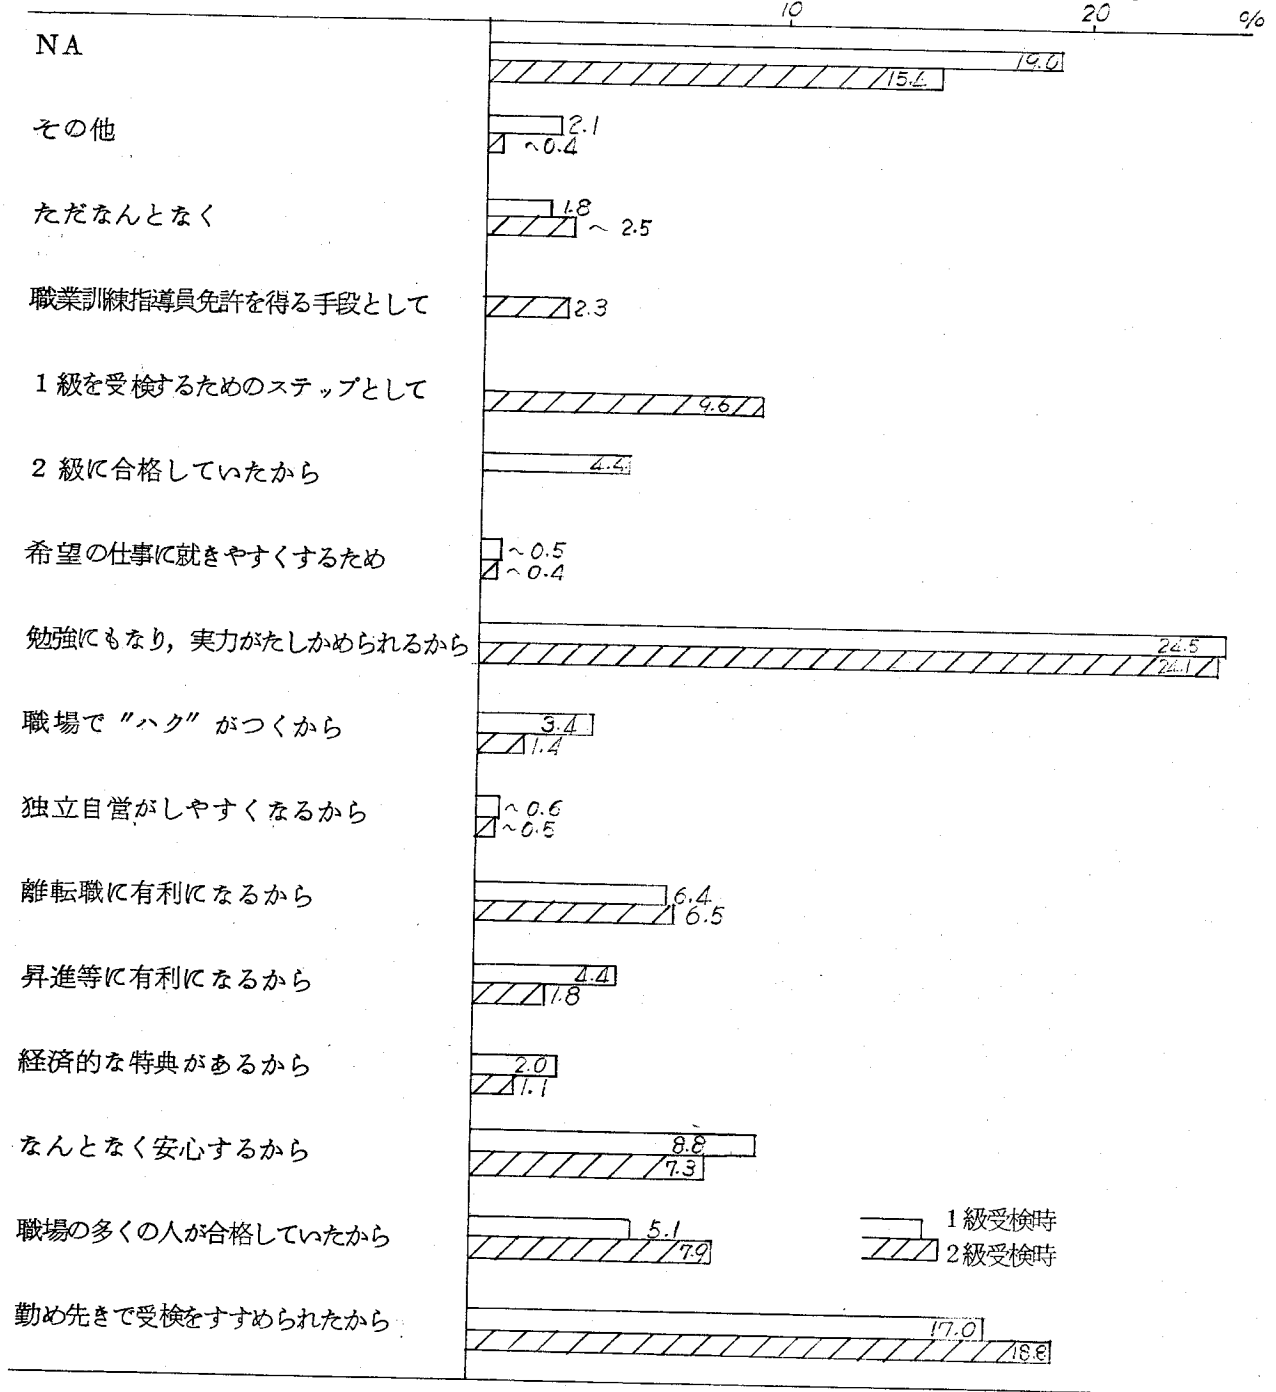 10 20 %
NA
19.0
その他
2.1
~0.4
ただなんとなく
1.8
~ 2.5
職業訓練指導員免許を得る手段として
2.3
1級を受検するためのステップとして
9.6
2級に合格していたから
4.4
希望の仕事に就きやすくするため
~0.5
~0.4
勉強にもなり,実力がたしかめられるから
24.5
24.1
職場で〃ハク〃がつくから
3.4
1.4
独立自営がしやすくなるから
~0.6
~0.5
離転職に有利になるから
6.4
6.5
昇進等に有利になるから
4.4
1.8
経済的な特典があるから
2.0
1.1
なんとなく安心するから
8.8
7.3
職場の多くの人が合格していたから
5.1
7.9
1級受検時
2級受検時
勤め先きで受検をすすめられたから
17.0
18.8